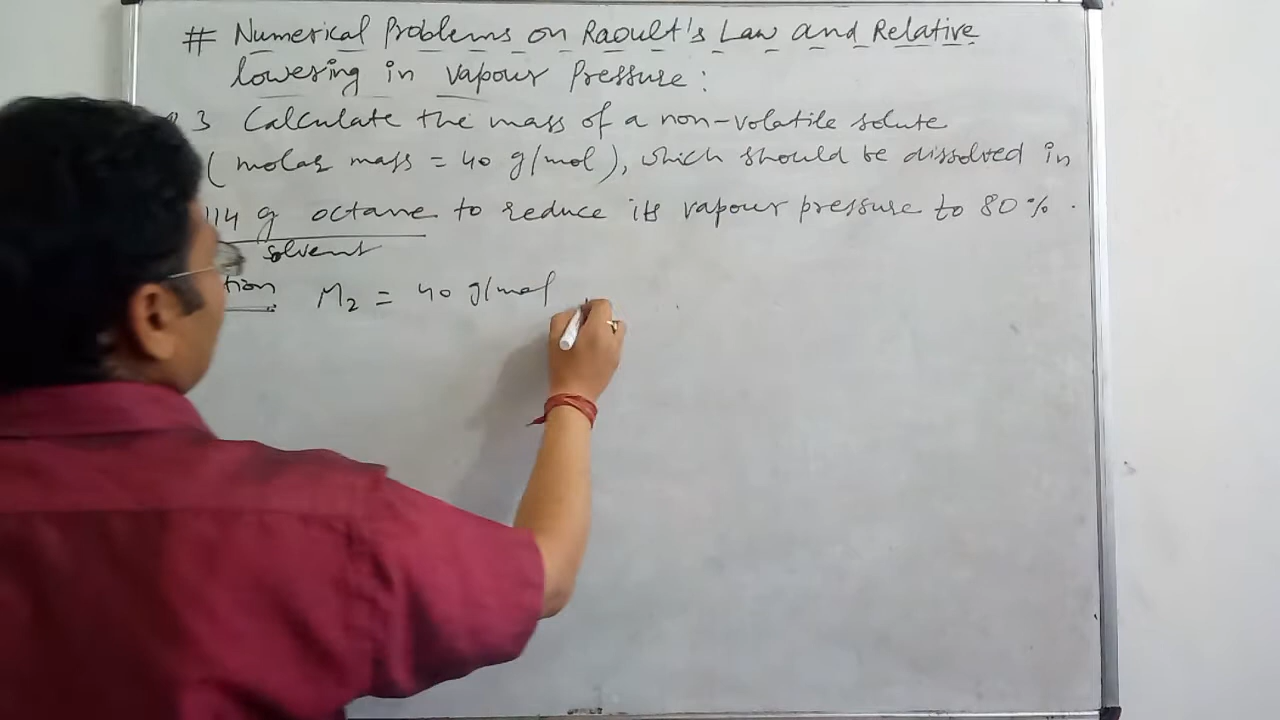 # Numerical Problems on Raoult's Law and Relative
lowering in vapour Pressure :
3 Calculate the mass of a non-volatile solute
( molar mass = 40 g/mol ), which should be dissolved in
114 g octane to reduce its vapour pressure to 80% .
solvent
tion M2 = 40 g/mol